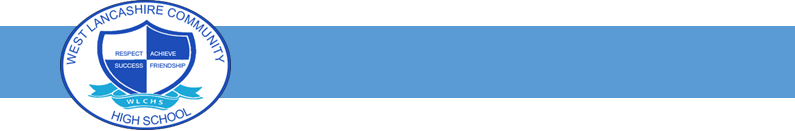 WEST LANCASHIRE COMMUNITY
RESPECT ACHIEVE
SUCCESS FRIENDSHIP
WLCHS
HIGH SCHOOL